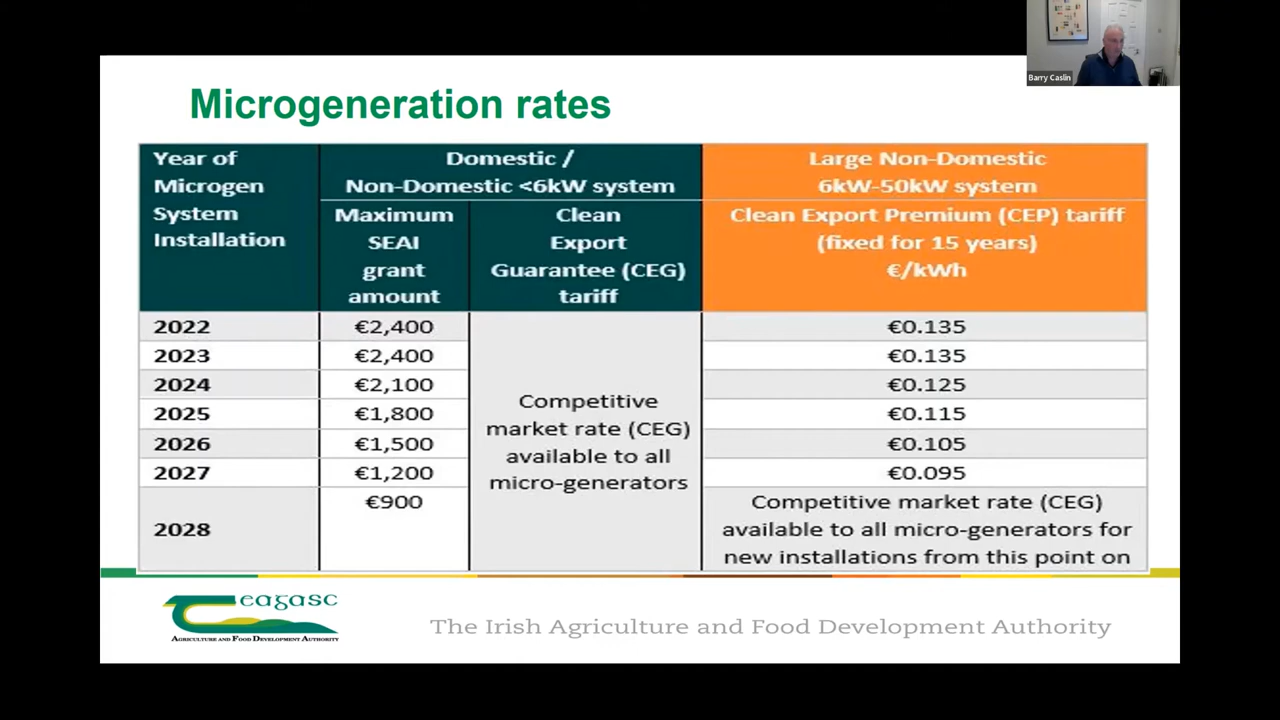 Barry Caslin
Microgeneration rates
Year of
Microgen
System
Installation
Domestic /
Non-Domestic <6kW system
Large Non-Domestic
6kW-50kW system
Maximum
SEAI
grant
amount
Clean
Export
Guarantee (CEG)
tariff
Clean Export Premium (CEP) tariff
(fixed for 15 years)
€/kWh
2022 €2,400 €0.135
2023 €2,400 €0.135
2024 €2,100 €0.125
2025 €1,800 €0.115
2026 €1,500 €0.105
2027 €1,200 €0.095
Competitive
market rate (CEG)
available to all
micro-generators
2028 €900
Competitive market rate (CEG)
available to all micro-generators for
new installations from this point on
eagasc
AGRICULTURE AND FOOD DEVELOPMENT AUTHORITY
The Irish Agriculture and Food Development Authority